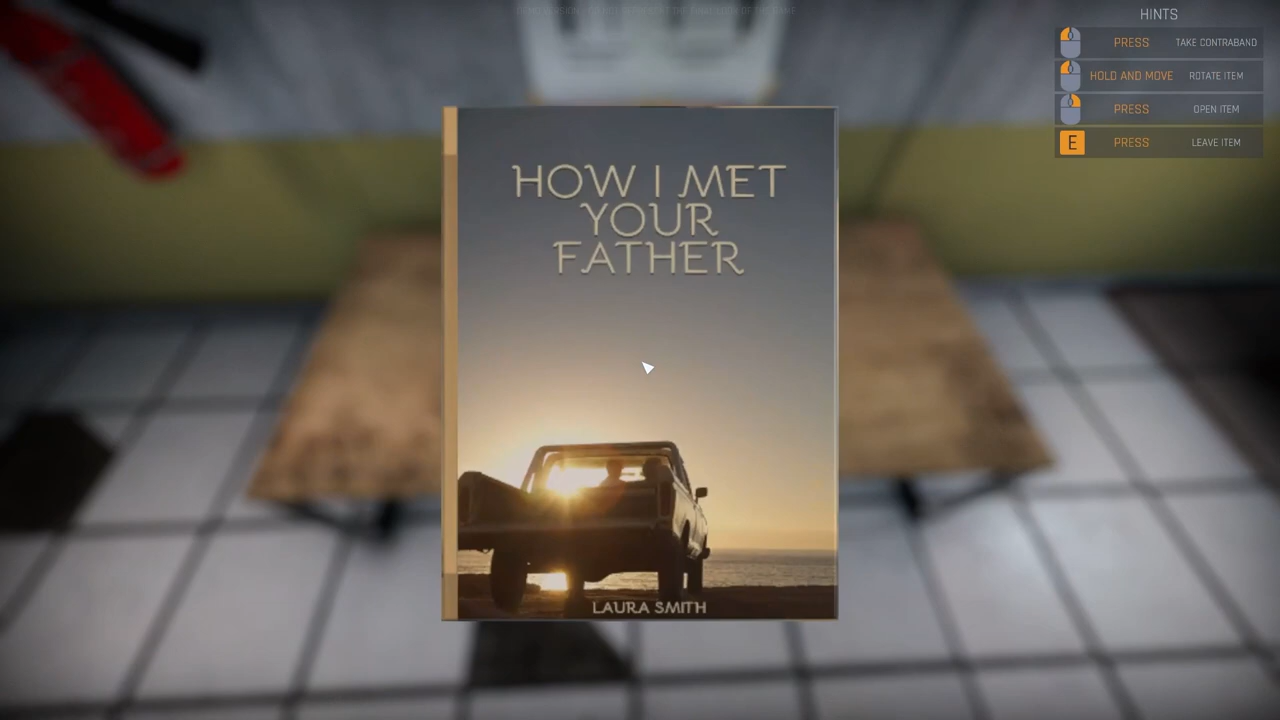 HINTS
PRESS TAKE CONTRABAND
HOLD AND MOVE ROTATE ITEM
PRESS OPEN ITEM
E PRESS LEAVE ITEM
HOW I MET
YOUR
FATHER
LAURA SMITH